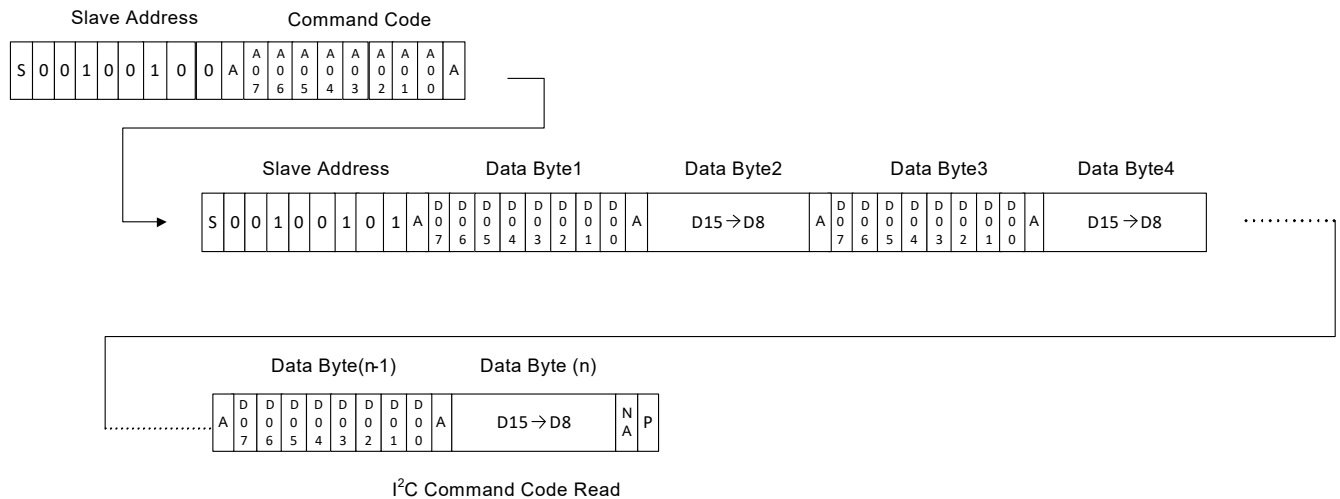 Slave Address Command Code
S 0 0 1 0 0 1 0 0 A A07 A06 A05 A04 A03 A02 A01 A00 A
Slave Address Data Byte1 Data Byte2 Data Byte3 Data Byte4
S 0 0 1 0 0 1 0 1 A D07 D06 D05 D04 D03 D02 D01 D00 A D15→D8 A D07 D06 D05 D04 D03 D02 D01 D00 A D15→D8
Data Byte(n-1) Data Byte (n)
A D07 D06 D05 D04 D03 D02 D01 D00 A D15→D8 NA P
I²C Command Code Read